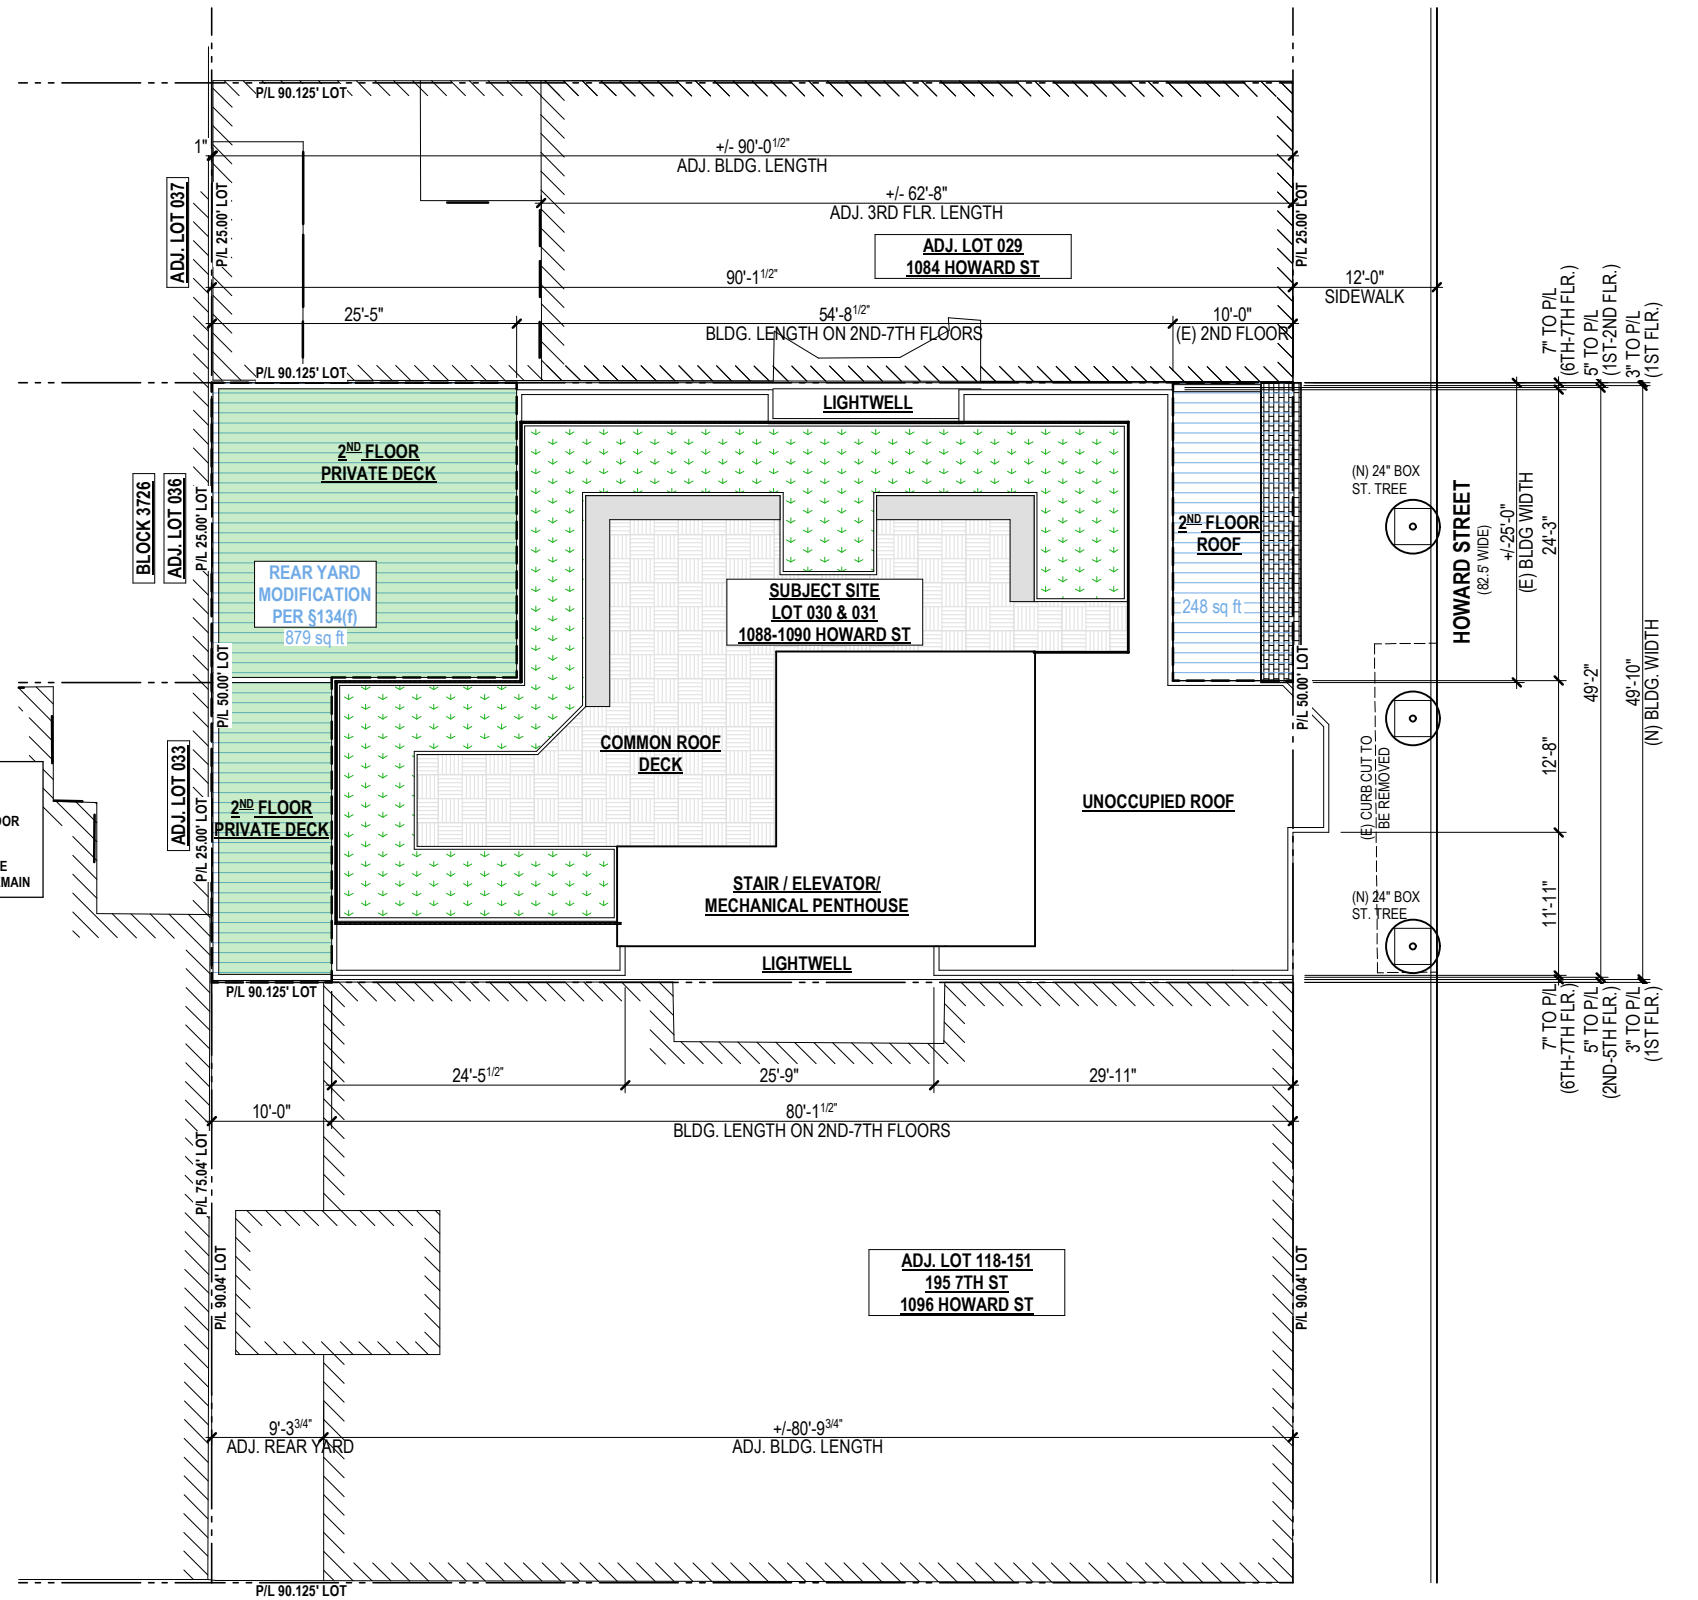 P/L 90.125' LOT
1"
+/- 90'-0 1/2"
ADJ. BLDG. LENGTH
+/- 62'-8"
ADJ. 3RD FLR. LENGTH
ADJ. LOT 037
P/L 25.00' LOT
ADJ. LOT 029
1084 HOWARD ST
P/L 25.00' LOT
90'-1 1/2"
12'-0"
SIDEWALK
25'-5"
54'-8 1/2"
BLDG. LENGTH ON 2ND-7TH FLOORS
10'-0"
(E) 2ND FLOOR
7" TO P/L
(6TH-7TH FLR.)
5" TO P/L
(1ST-2ND FLR.)
3" TO P/L
(1ST FLR.)
P/L 90.125' LOT
LIGHTWELL
2ND FLOOR
PRIVATE DECK
BLOCK 3726
ADJ. LOT 036
P/L 25.00' LOT
REAR YARD
MODIFICATION
PER §134(f)
879 sq ft
SUBJECT SITE
LOT 030 & 031
1088-1090 HOWARD ST
2ND FLOOR
ROOF
248 sq ft
(N) 24" BOX
ST. TREE
HOWARD STREET
(82.5' WIDE)
+/-25'-0"
(E) BLDG WIDTH
24'-3"
P/L 50.00' LOT
P/L 50.00' LOT
49'-2"
49'-10"
(N) BLDG. WIDTH
COMMON ROOF
DECK
UNOCCUPIED ROOF
(E) CURB CUT TO
BE REMOVED
12'-8"
ADJ. LOT 033
P/L 25.00' LOT
2ND FLOOR
PRIVATE DECK
STAIR / ELEVATOR/
MECHANICAL PENTHOUSE
(N) 24" BOX
ST. TREE
11'-11"
LIGHTWELL
P/L 90.125' LOT
7" TO P/L
(6TH-7TH FLR.)
5" TO P/L
(2ND-5TH FLR.)
3" TO P/L
(1ST FLR.)
24'-5 1/2"
25'-9"
29'-11"
10'-0"
80'-1 1/2"
BLDG. LENGTH ON 2ND-7TH FLOORS
P/L 75.04' LOT
P/L 90.04' LOT
ADJ. LOT 118-151
195 7TH ST
1096 HOWARD ST
P/L 90.04' LOT
9'-3 3/4"
ADJ. REAR YARD
+/-80'-9 3/4"
ADJ. BLDG. LENGTH
P/L 90.125' LOT